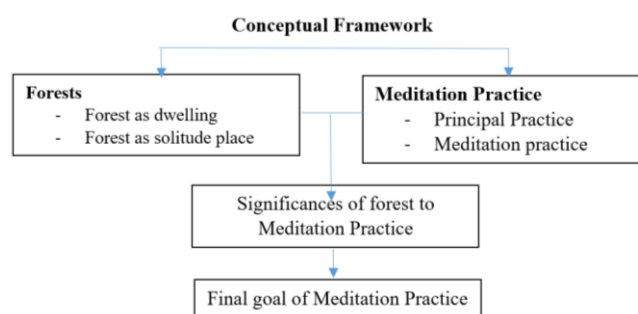 Conceptual Framework
Forests
- Forest as dwelling
- Forest as solitude place
Meditation Practice
- Principal Practice
- Meditation practice
Significances of forest to
Meditation Practice
Final goal of Meditation Practice